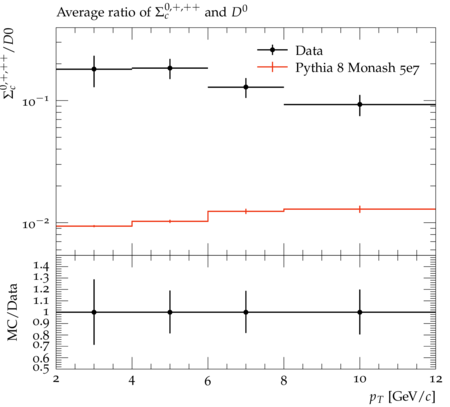 Average ratio of Σc0,+,++ and D0
Σc0,+,++/D0
Data
Pythia 8 Monash 5e7
10−1
10−2
MC/Data
1.4
1.3
1.2
1.1
1
0.9
0.8
0.7
0.6
0.5
2 4 6 8 10 12
pT [GeV/c]